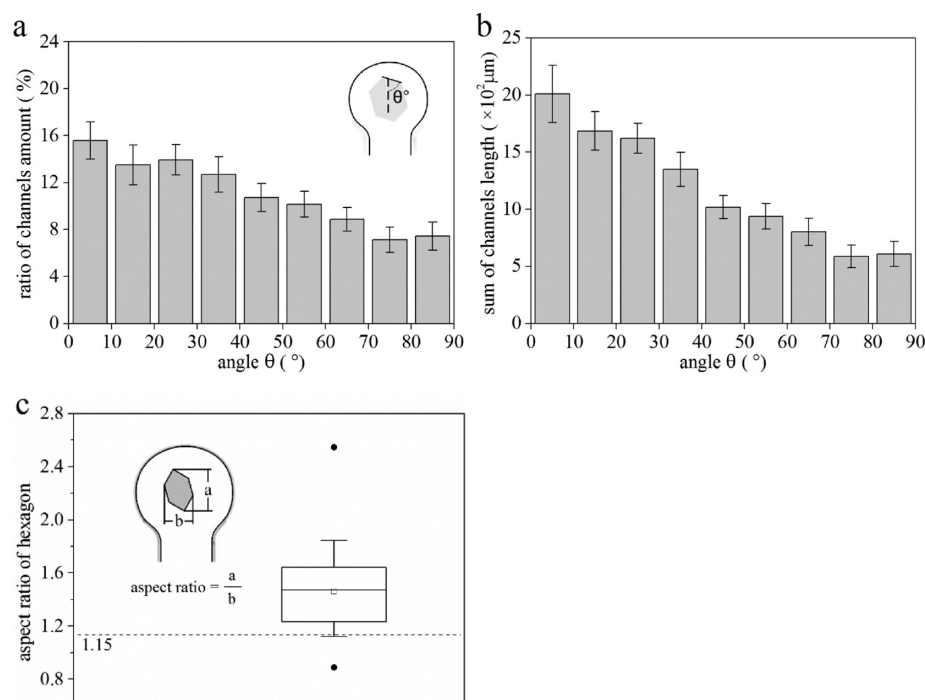 a
ratio of channels amount ( %)
24
20
16
12
8
4
0
0 10 20 30 40 50 60 70 80 90
angle θ ( °)
θ°
b
sum of channels length ( ×10²μm)
25
20
15
10
5
0
0 10 20 30 40 50 60 70 80 90
angle θ ( °)
c
aspect ratio of hexagon
2.8
2.4
2.0
1.6
1.2
0.8
a
b
aspect ratio = a
b
1.15